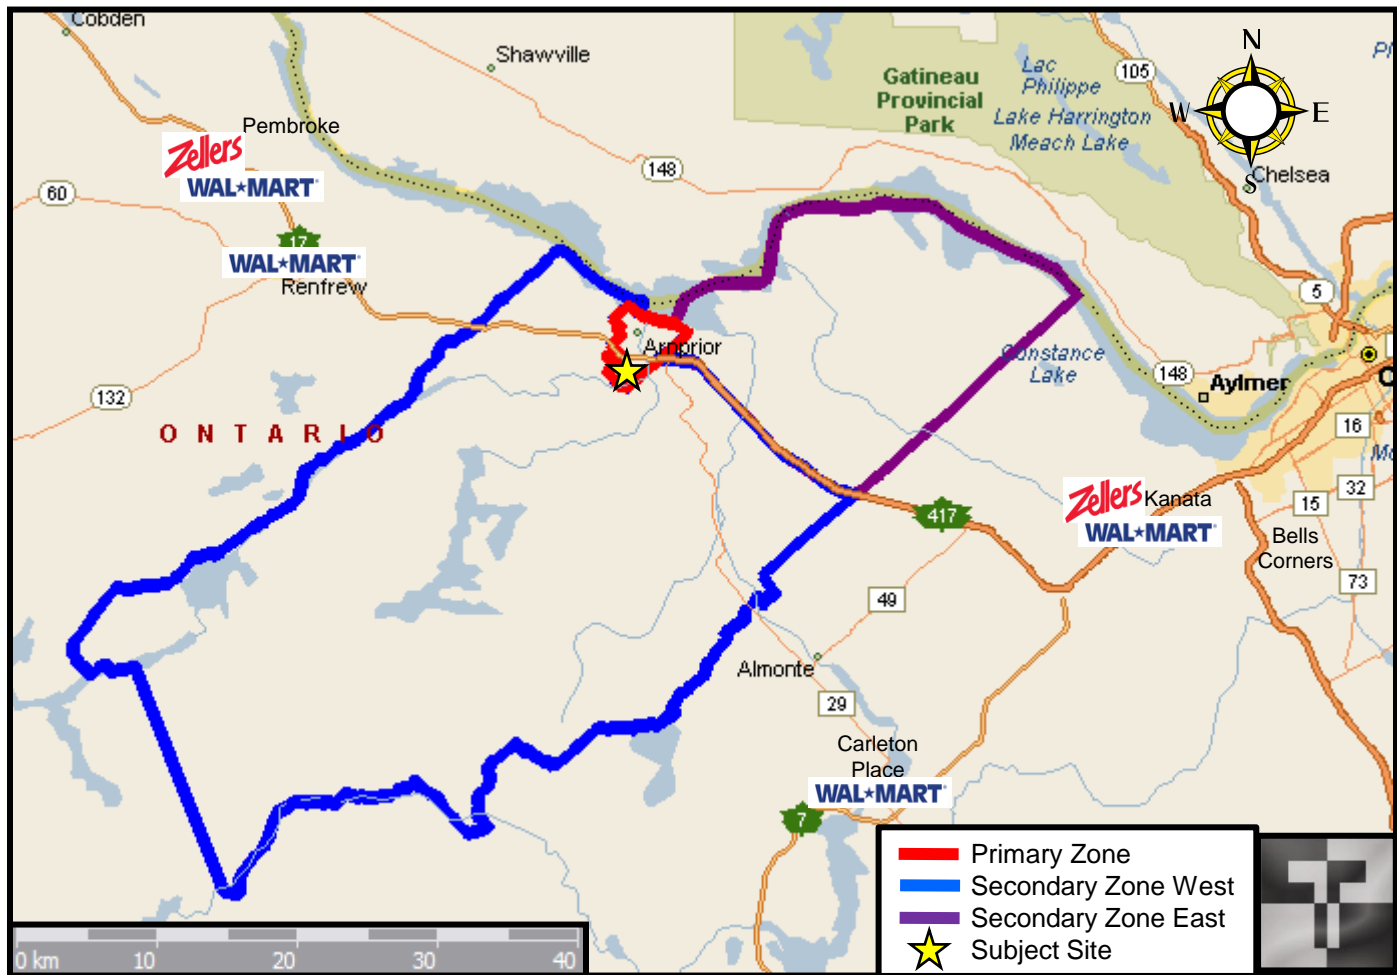 Cobden
Shawville
105
Lac
Philippe
N
Gatineau
Provincial
Park
Lake Harrington
Meach Lake
W
E
S
Chelsea
Pembroke
Zellers
WAL★MART
148
60
17
WAL★MART
Renfrew
5
Arnprior
Constance
Lake
148
Aylmer
132
ONTARIO
16
Zellers
Kanata
WAL★MART
15
32
417
Bells
Corners
73
49
Almonte
29
Carleton
Place
WAL★MART
7
Primary Zone
Secondary Zone West
Secondary Zone East
Subject Site
0 km 10 20 30 40